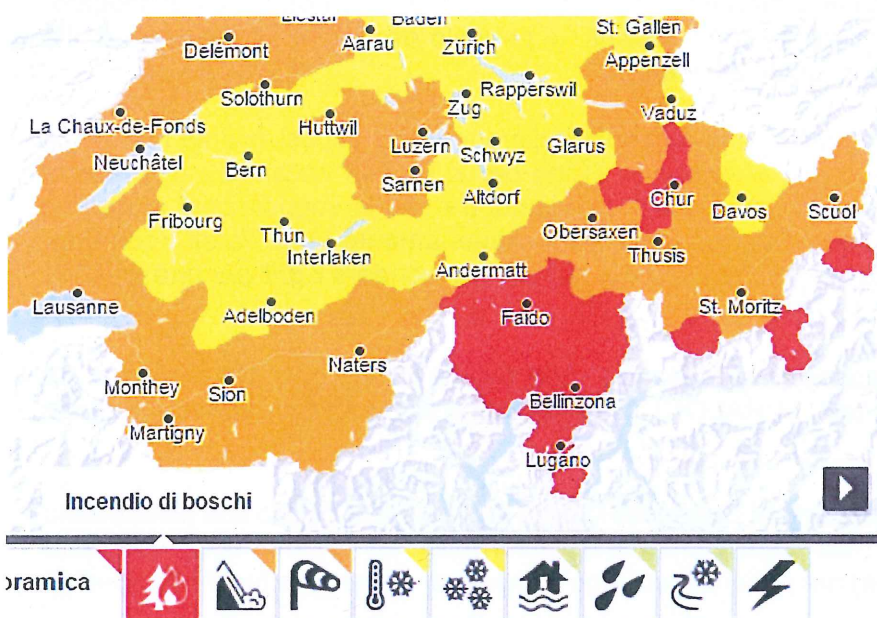 Baden
St. Gallen
Delémont
Aarau
Zürich
Appenzell
Solothurn
Rapperswil
Zug
Vaduz
La Chaux-de-Fonds
Huttwil
Luzern
Schwyz
Glarus
Neuchâtel
Bern
Sarnen
Altdorf
Chur
Davos
Scuol
Fribourg
Thun
Obersaxen
Interlaken
Thusis
Andermatt
Lausanne
Adelboden
Faido
St. Moritz
Naters
Monthey
Sion
Bellinzona
Martigny
Lugano
Incendio di boschi
oramica